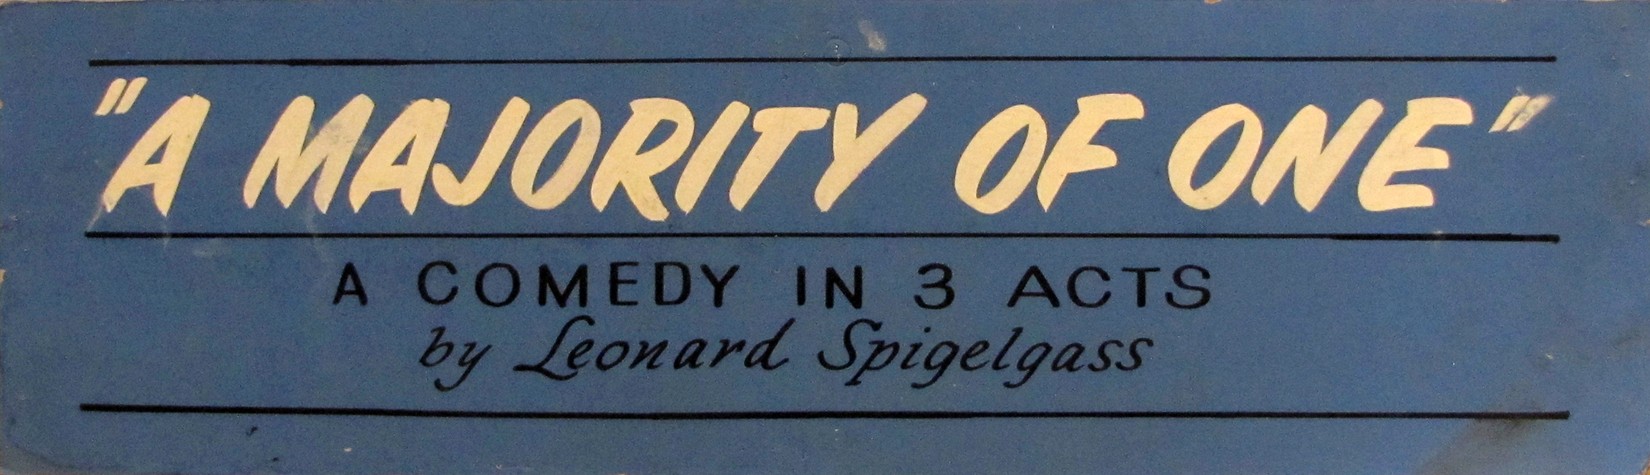 "A MAJORITY OF ONE"
A COMEDY IN 3 ACTS
by Leonard Spigelgass